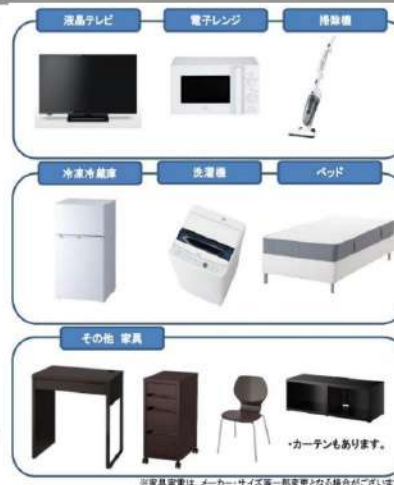 液晶テレビ
電子レンジ
掃除機
冷凍冷蔵庫
洗濯機
ベッド
その他 家具
・カーテンもあります。
※家具家電は、メーカー・サイズ等一部変更となる場合がございます